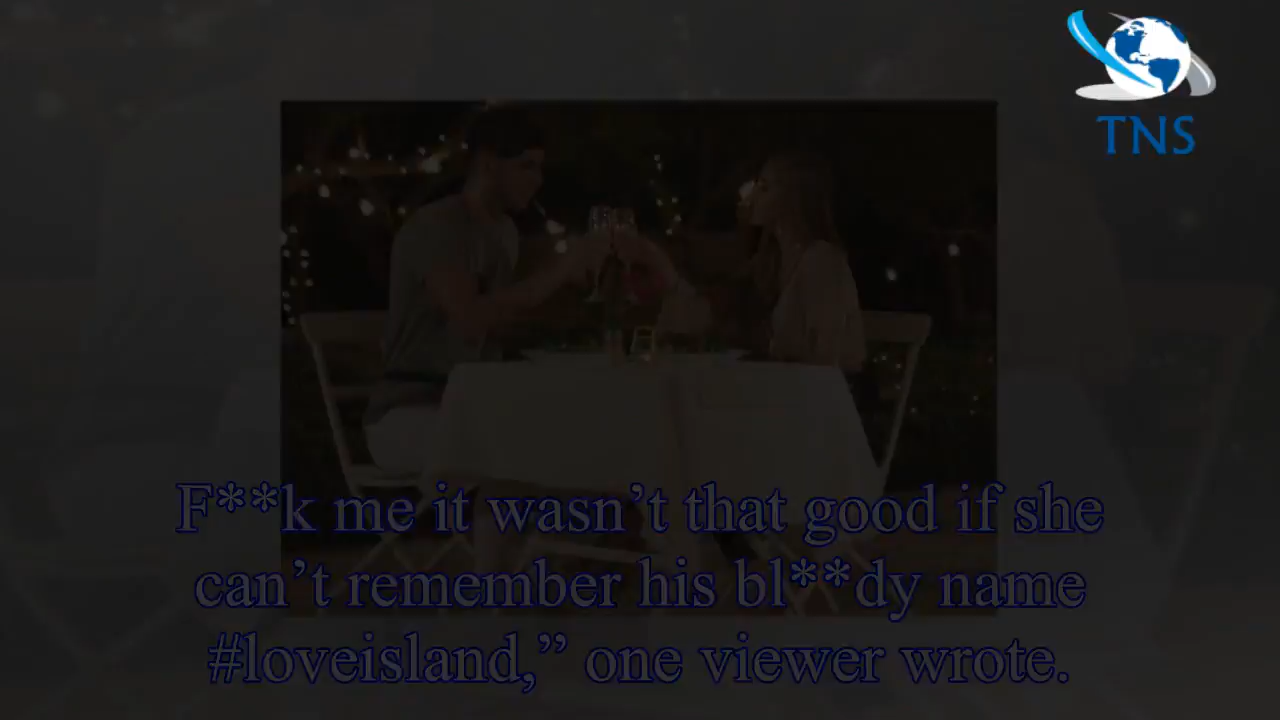 TNS
F**k me it wasn’t that good if she
can’t remember his bl**dy name
#loveisland,” one viewer wrote.